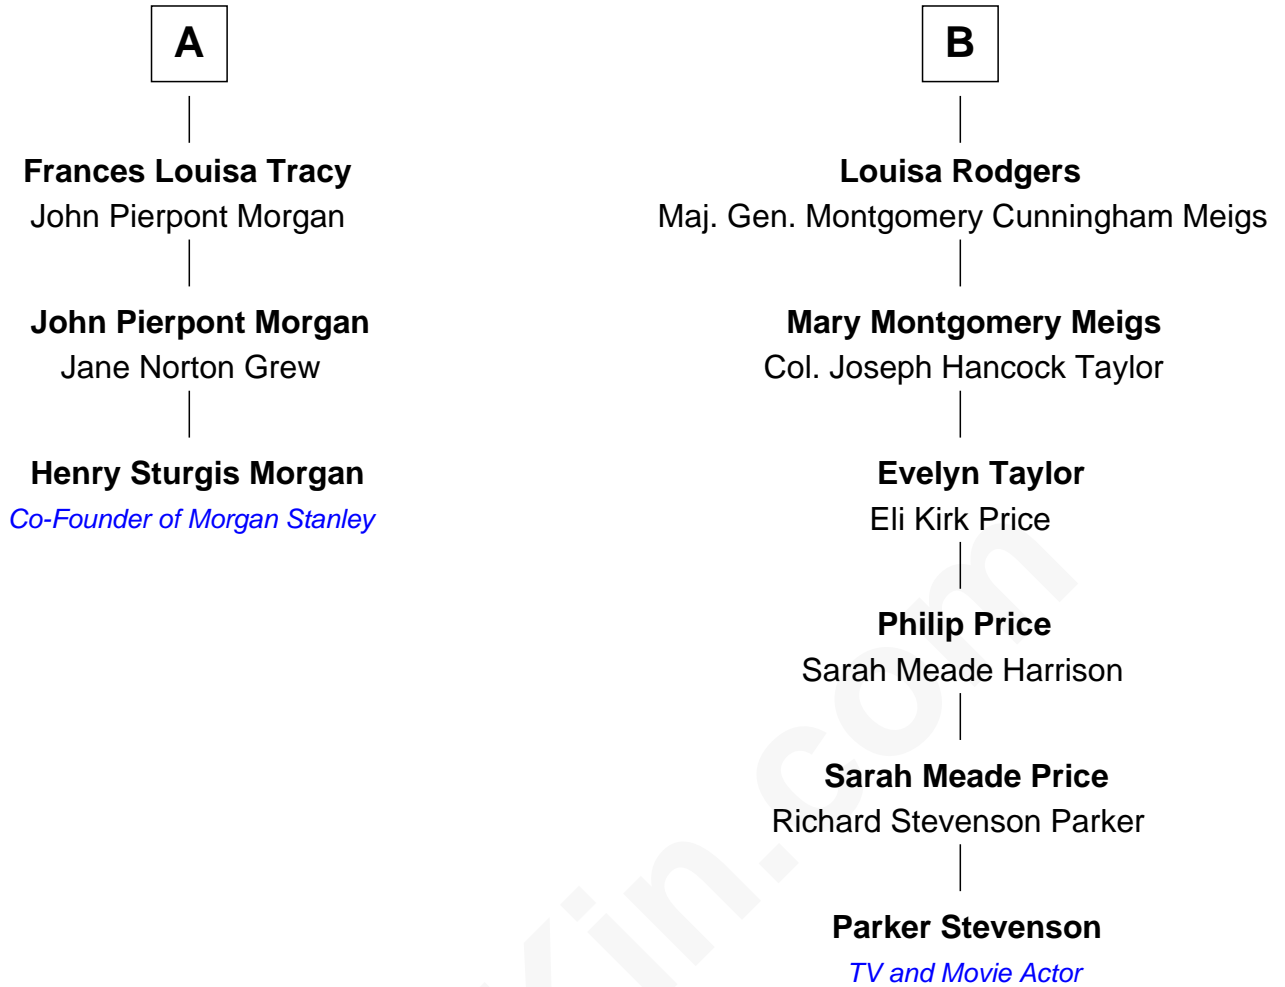 A
Frances Louisa Tracy
John Pierpont Morgan
John Pierpont Morgan
Jane Norton Grew
Henry Sturgis Morgan
Co-Founder of Morgan Stanley
B
Louisa Rodgers
Maj. Gen. Montgomery Cunningham Meigs
Mary Montgomery Meigs
Col. Joseph Hancock Taylor
Evelyn Taylor
Eli Kirk Price
Philip Price
Sarah Meade Harrison
Sarah Meade Price
Richard Stevenson Parker
Parker Stevenson
TV and Movie Actor
Kin.com